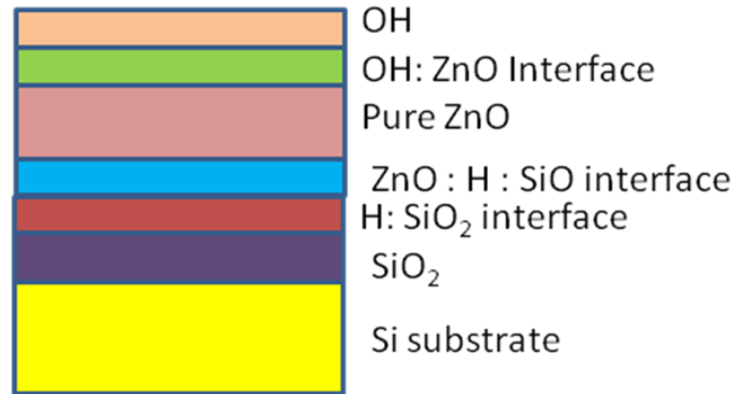 OH
OH: ZnO Interface
Pure ZnO
ZnO : H : SiO interface
H: SiO₂ interface
SiO₂
Si substrate